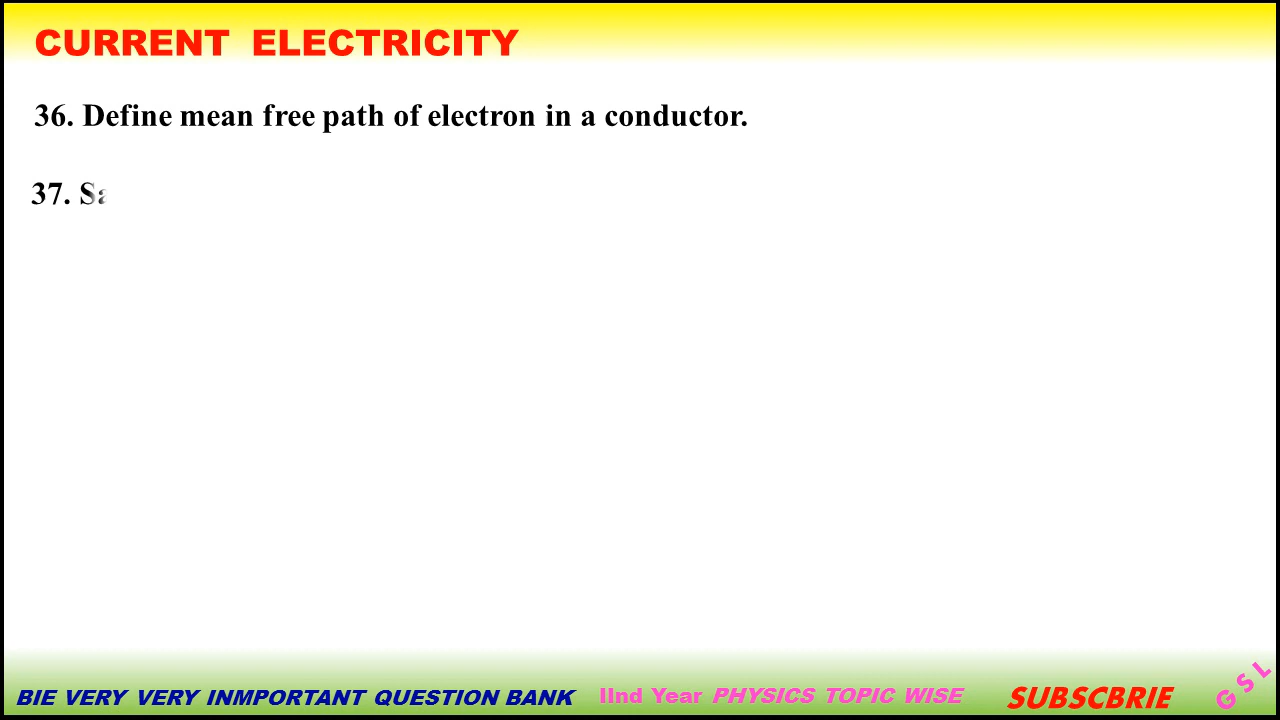 CURRENT ELECTRICITY
36. Define mean free path of electron in a conductor.
37.
BIE VERY VERY INMPORTANT QUESTION BANK IInd Year PHYSICS TOPIC WISE SUBSCBRIE GSL